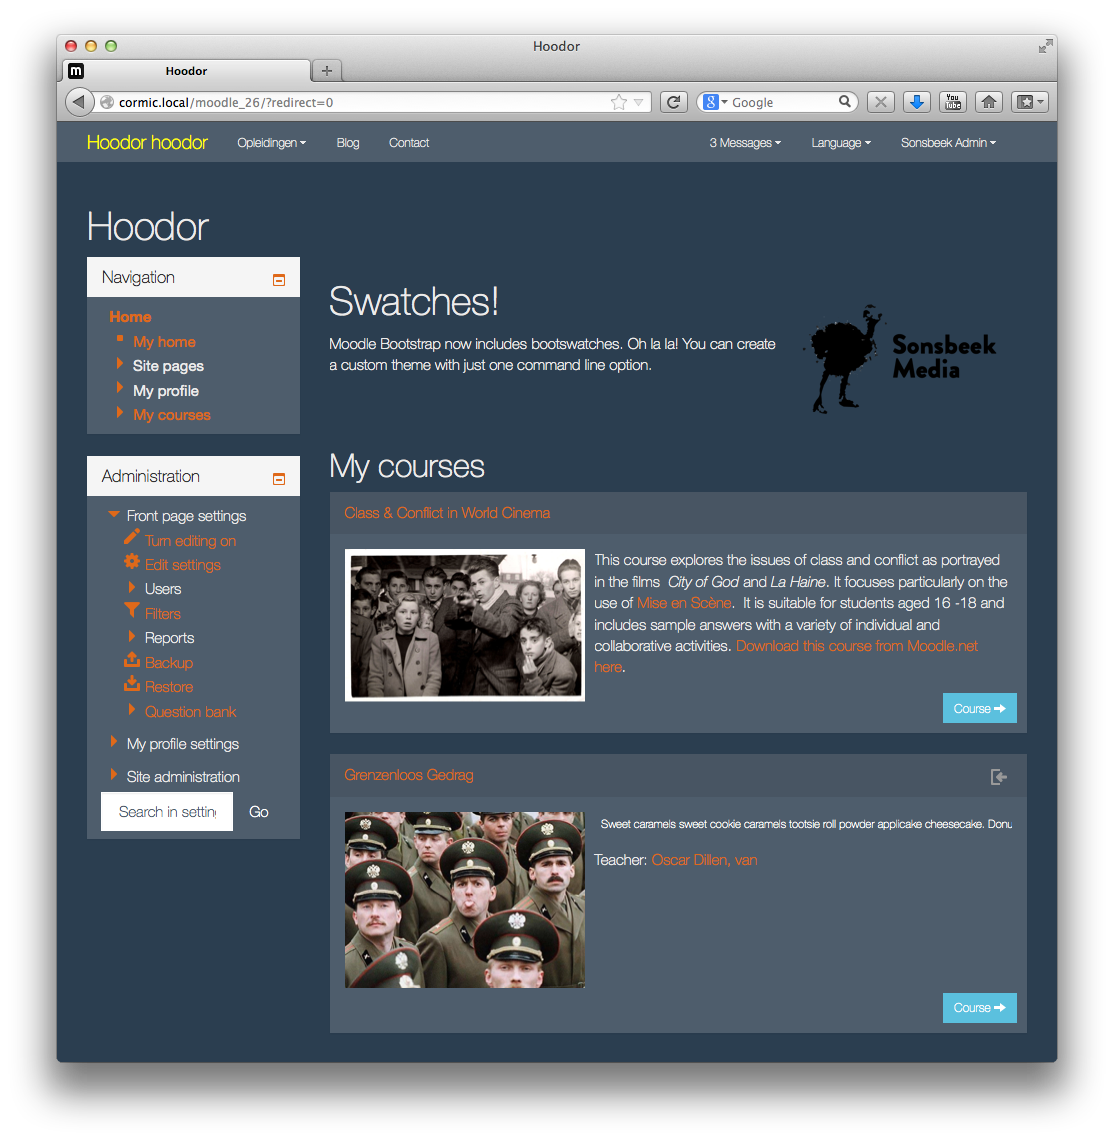 Hoodor
Hoodor
cormic.local/moodle_26/?redirect=0
Google
You Tube
Hoodor hoodor
Opleidingen
Blog
Contact
3 Messages
Language
Sonsbeek Admin
Hoodor
Navigation
Home
My home
Site pages
My profile
My courses
Administration
Front page settings
Turn editing on
Edit settings
Users
Filters
Reports
Backup
Restore
Question bank
My profile settings
Site administration
Search in settin
Go
Swatches!
Moodle Bootstrap now includes bootswatches. Oh la la! You can create
a custom theme with just one command line option.
Sonsbeek
Media
My courses
Class & Conflict in World Cinema
This course explores the issues of class and conflict as portrayed
in the films City of God and La Haine. It focuses particularly on the
use of Mise en Scène. It is suitable for students aged 16 -18 and
includes sample answers with a variety of individual and
collaborative activities. Download this course from Moodle.net
here.
Course
Grenzenloos Gedrag
Sweet caramels sweet cookie caramels tootsie roll powder applicake cheesecake. Donu
Teacher: Oscar Dillen, van
Course